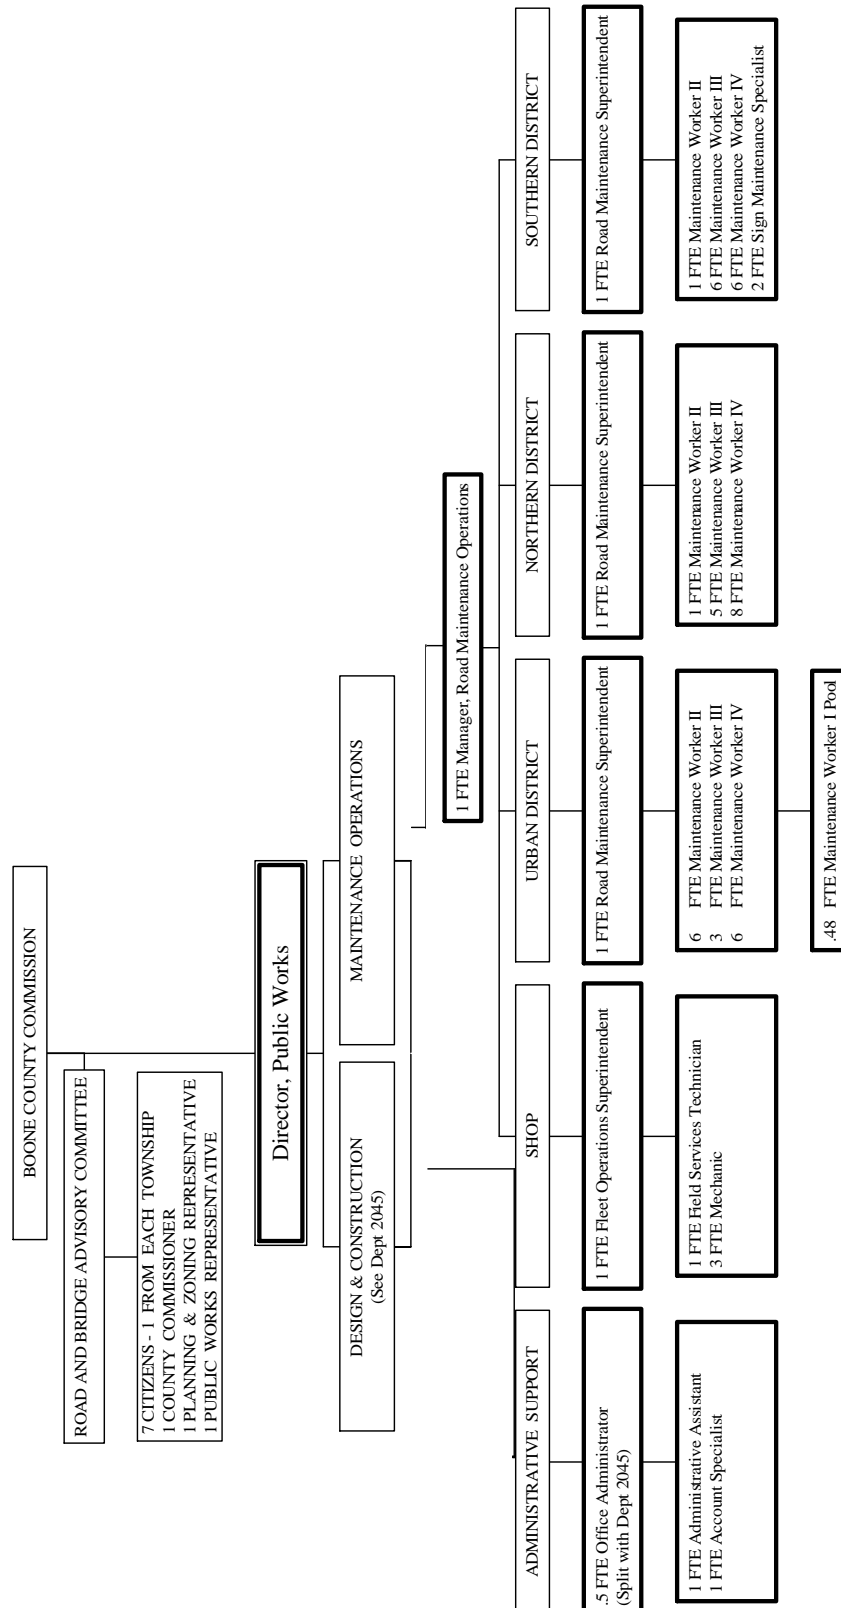 BOONE COUNTY COMMISSION
ROAD AND BRIDGE ADVISORY COMMITTEE
7 CITIZENS - 1 FROM EACH TOWNSHIP
1 COUNTY COMMISSIONER
1 PLANNING & ZONING REPRESENTATIVE
1 PUBLIC WORKS REPRESENTATIVE
Director, Public Works
DESIGN & CONSTRUCTION
(See Dept 2045)
MAINTENANCE OPERATIONS
1 FTE Manager, Road Maintenance Operations
ADMINISTRATIVE SUPPORT
.5 FTE Office Administrator
(Split with Dept 2045)
1 FTE Administrative Assistant
1 FTE Account Specialist
SHOP
1 FTE Fleet Operations Superintendent
1 FTE Field Services Technician
3 FTE Mechanic
URBAN DISTRICT
1 FTE Road Maintenance Superintendent
6 FTE Maintenance Worker II
3 FTE Maintenance Worker III
6 FTE Maintenance Worker IV
.48 FTE Maintenance Worker I Pool
NORTHERN DISTRICT
1 FTE Road Maintenance Superintendent
1 FTE Maintenance Worker II
5 FTE Maintenance Worker III
8 FTE Maintenance Worker IV
SOUTHERN DISTRICT
1 FTE Road Maintenance Superintendent
1 FTE Maintenance Worker II
6 FTE Maintenance Worker III
6 FTE Maintenance Worker IV
2 FTE Sign Maintenance Specialist